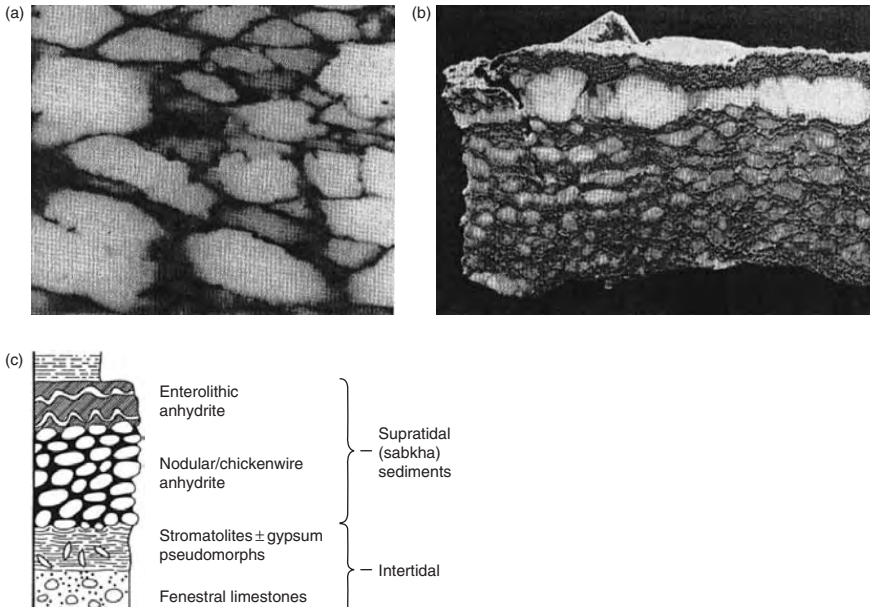 (a)
(b)
(c)
Enterolithic
anhydrite
Nodular/chickenwire
anhydrite
Supratidal
(sabkha)
sediments
Stromatolites ± gypsum
pseudomorphs
Intertidal
Fenestral limestones